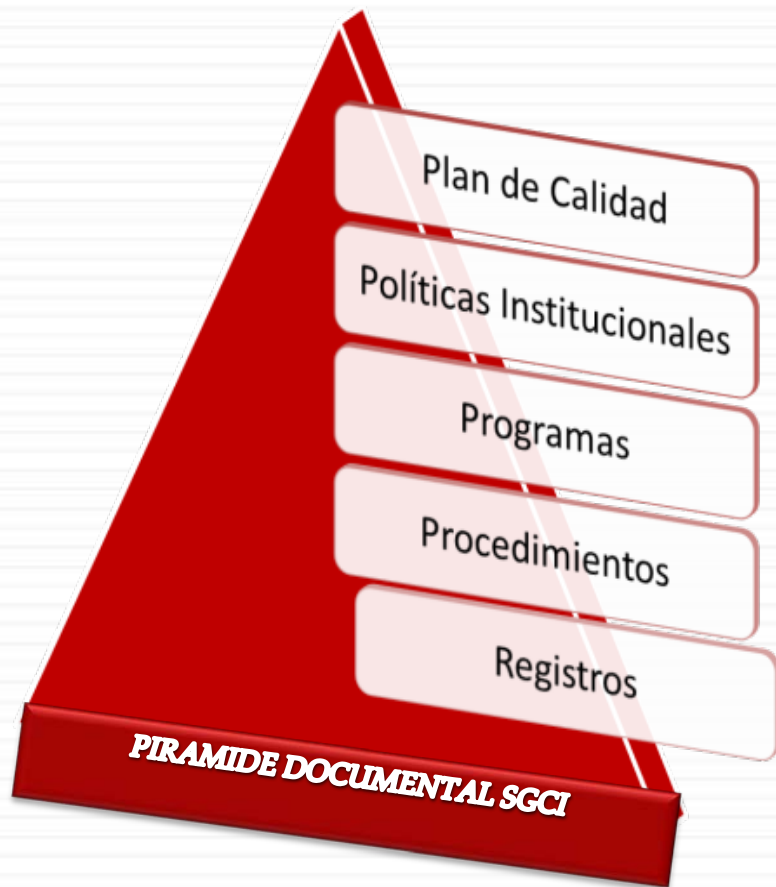 Plan de Calidad
Políticas Institucionales
Programas
Procedimientos
Registros
PIRAMIDE DOCUMENTAL SGCI